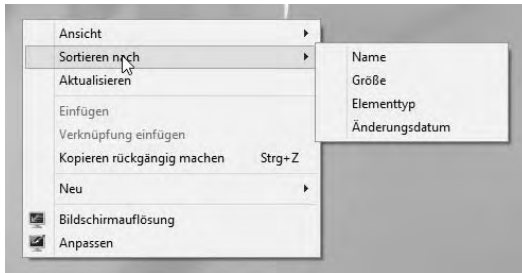 Ansicht
Sortieren nach
Aktualisieren
Einfügen
Verknüpfung einfügen
Kopieren rückgängig machen Strg+Z
Neu
Bildschirmauflösung
Anpassen
Name
Größe
Elementtyp
Änderungsdatum